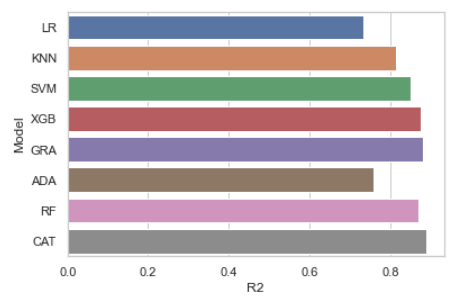 LR
KNN
SVM
XGB
GRA
ADA
RF
CAT
Model
0.0 0.2 0.4 0.6 0.8
R2